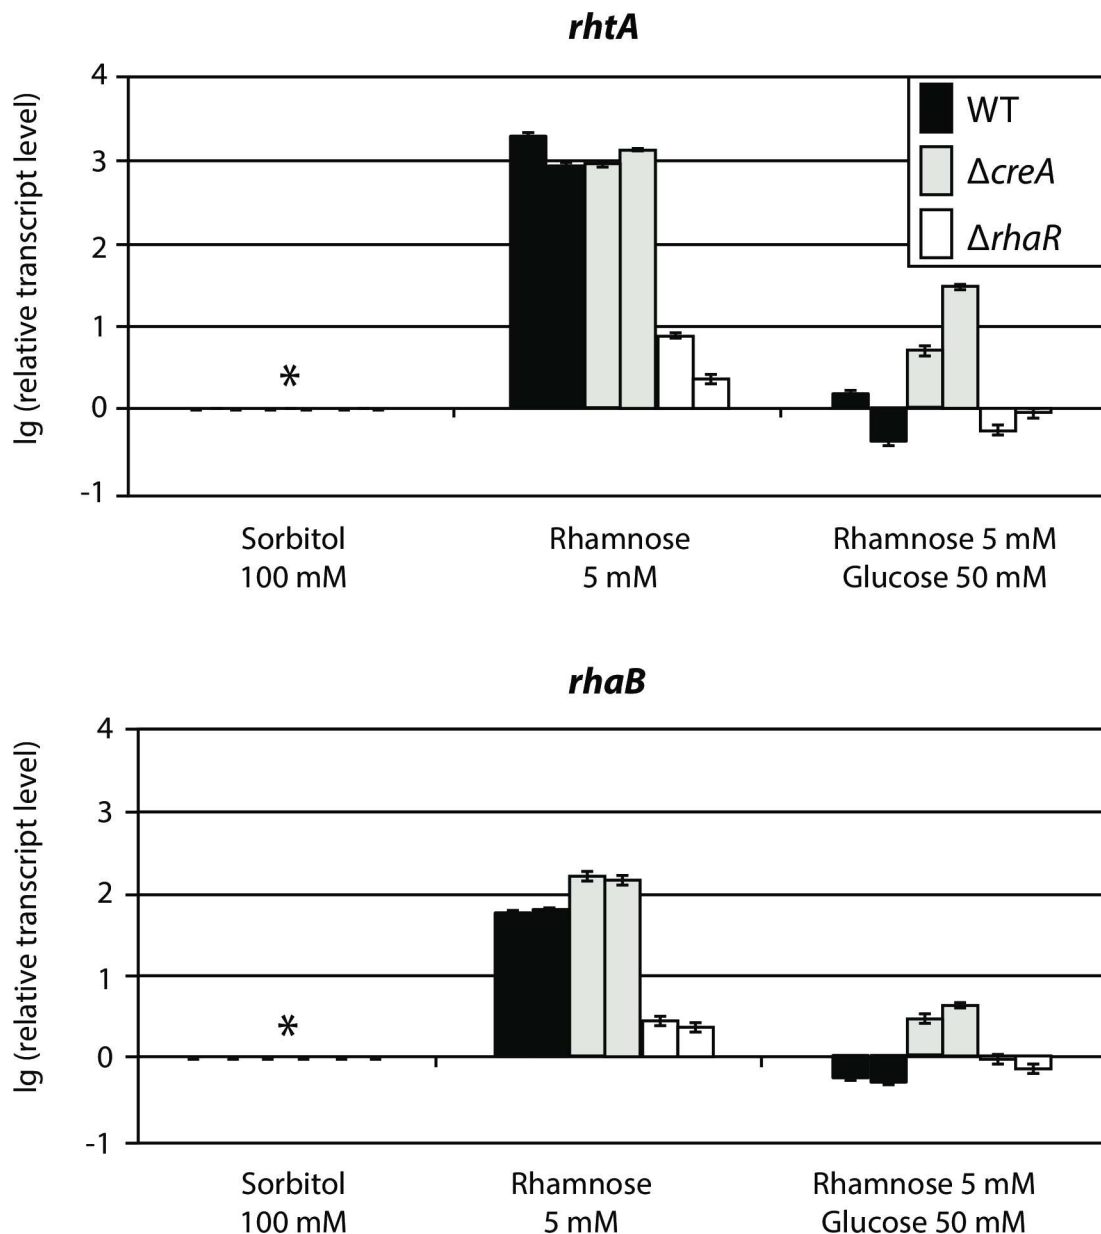 rhtA
lg (relative transcript level)
4
3
2
1
0
-1
WT
ΔcreA
ΔrhaR
*
Sorbitol
100 mM
Rhamnose
5 mM
Rhamnose 5 mM
Glucose 50 mM
rhaB
lg (relative transcript level)
4
3
2
1
0
-1
*
Sorbitol
100 mM
Rhamnose
5 mM
Rhamnose 5 mM
Glucose 50 mM